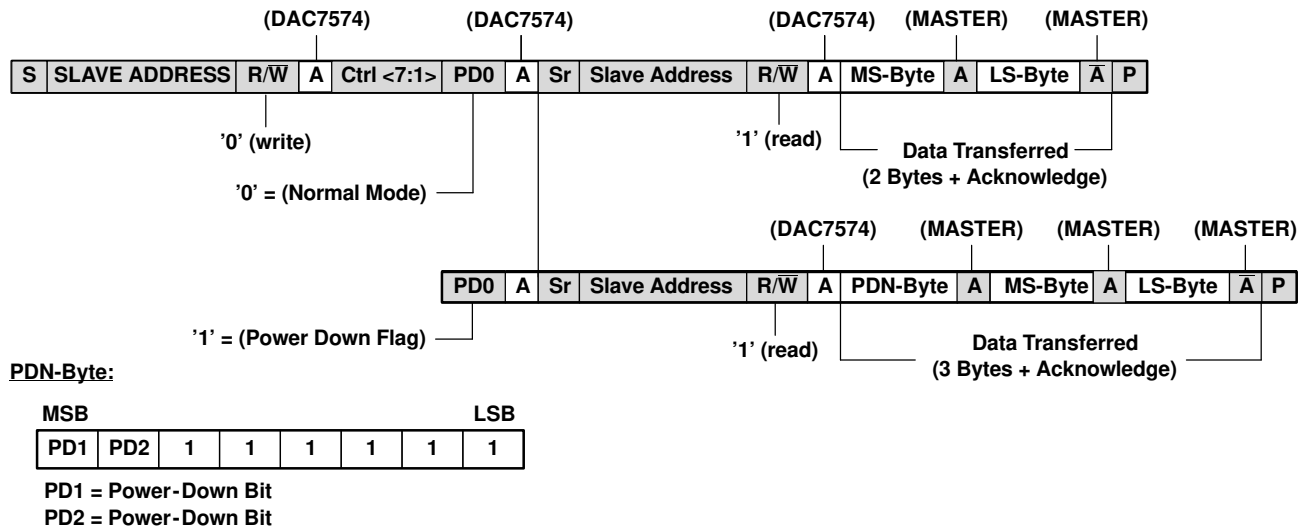 (DAC7574) (DAC7574) (DAC7574) (MASTER) (MASTER)
S SLAVE ADDRESS R/W̅ A Ctrl <7:1> PD0 A Sr Slave Address R/W̅ A MS-Byte A LS-Byte A̅ P
'0' (write) '1' (read) Data Transferred
(2 Bytes + Acknowledge)
'0' = (Normal Mode)
(DAC7574) (MASTER) (MASTER) (MASTER)
PD0 A Sr Slave Address R/W̅ A PDN-Byte A MS-Byte A LS-Byte A̅ P
'1' = (Power Down Flag) '1' (read) Data Transferred
(3 Bytes + Acknowledge)
PDN-Byte:
MSB LSB
PD1 PD2 1 1 1 1 1 1
PD1 = Power-Down Bit
PD2 = Power-Down Bit